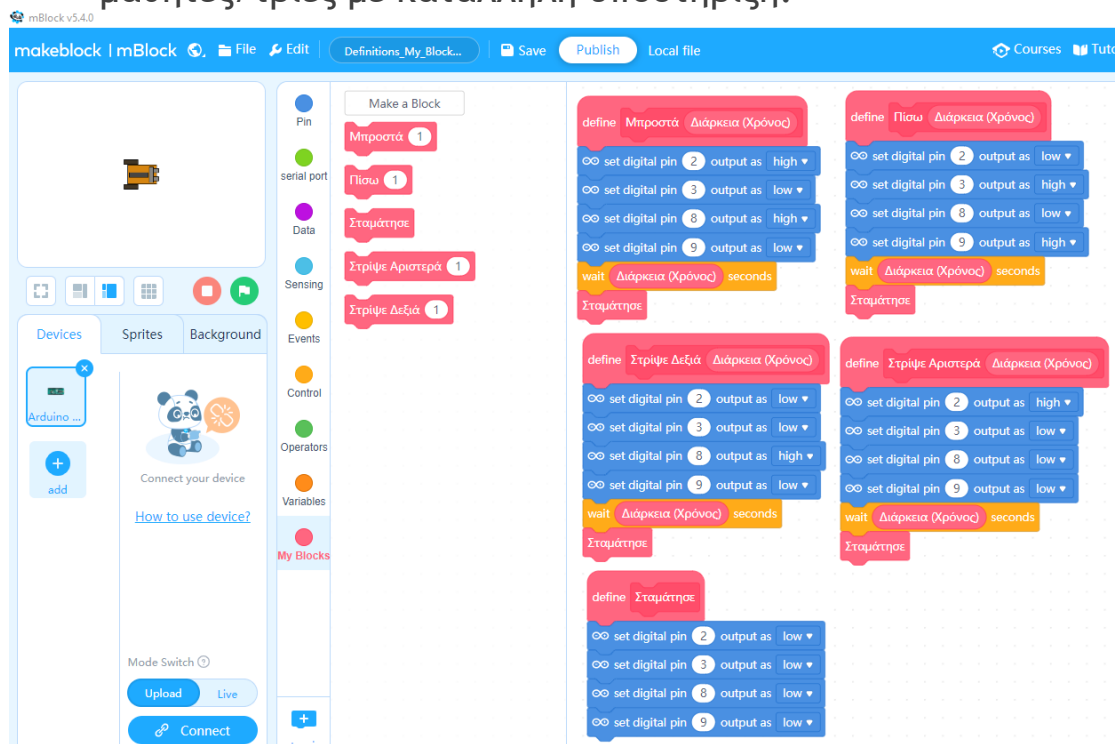 μαθητές/τριες με κατάλληλη υποστήριξη.
mBlock v5.4.0
makeblock | mBlock File Edit Definitions_My_Block... Save Publish Local file Courses Tuto
Make a Block
Μπροστά 1
Πίσω 1
Σταμάτησε
Στρίψε Αριστερά 1
Στρίψε Δεξιά 1
Pin
serial port
Data
Sensing
Events
Control
Operators
Variables
My Blocks
Devices Sprites Background
Arduino ...
add
Connect your device
How to use device?
Mode Switch ?
Upload Live
Connect
define Μπροστά Διάρκεια (Χρόνος)
set digital pin 2 output as high
set digital pin 3 output as low
set digital pin 8 output as high
set digital pin 9 output as low
wait Διάρκεια (Χρόνος) seconds
Σταμάτησε
define Πίσω Διάρκεια (Χρόνος)
set digital pin 2 output as low
set digital pin 3 output as high
set digital pin 8 output as low
set digital pin 9 output as high
wait Διάρκεια (Χρόνος) seconds
Σταμάτησε
define Στρίψε Δεξιά Διάρκεια (Χρόνος)
set digital pin 2 output as low
set digital pin 3 output as low
set digital pin 8 output as high
set digital pin 9 output as low
wait Διάρκεια (Χρόνος) seconds
Σταμάτησε
define Στρίψε Αριστερά Διάρκεια (Χρόνος)
set digital pin 2 output as high
set digital pin 3 output as low
set digital pin 8 output as low
set digital pin 9 output as low
wait Διάρκεια (Χρόνος) seconds
Σταμάτησε
define Σταμάτησε
set digital pin 2 output as low
set digital pin 3 output as low
set digital pin 8 output as low
set digital pin 9 output as low